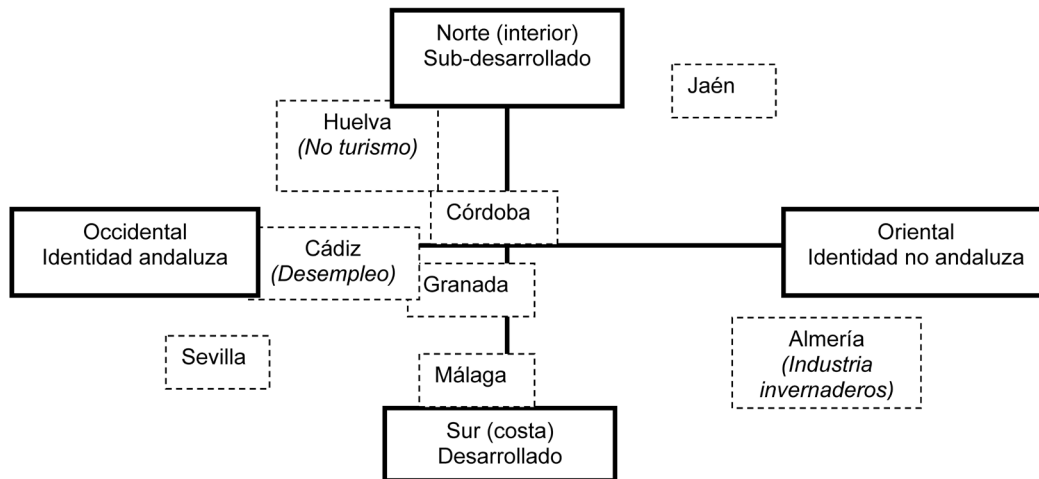 Norte (interior)
Sub-desarrollado
Jaén
Huelva
(No turismo)
Córdoba
Occidental
Identidad andaluza
Cádiz
(Desempleo)
Oriental
Identidad no andaluza
Granada
Sevilla
Málaga
Almería
(Industria
invernaderos)
Sur (costa)
Desarrollado